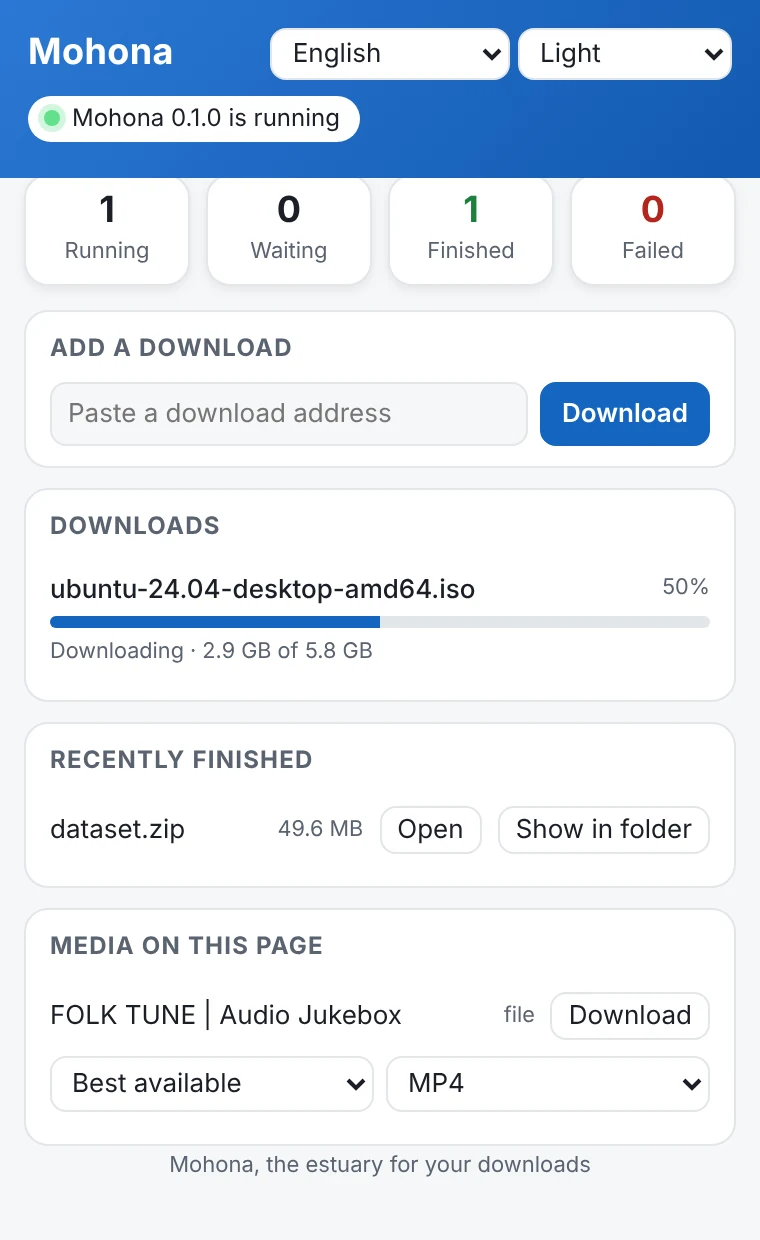 Mohona
English
Light
Mohona 0.1.0 is running
1
0
1
0
Running
Waiting
Finished
Failed
ADD A DOWNLOAD
Paste a download address
Download
DOWNLOADS
ubuntu-24.04-desktop-amd64.iso
50%
Downloading · 2.9 GB of 5.8 GB
RECENTLY FINISHED
dataset.zip
49.6 MB
Open
Show in folder
MEDIA ON THIS PAGE
FOLK TUNE | Audio Jukebox
file
Download
Best available
MP4
Mohona, the estuary for your downloads